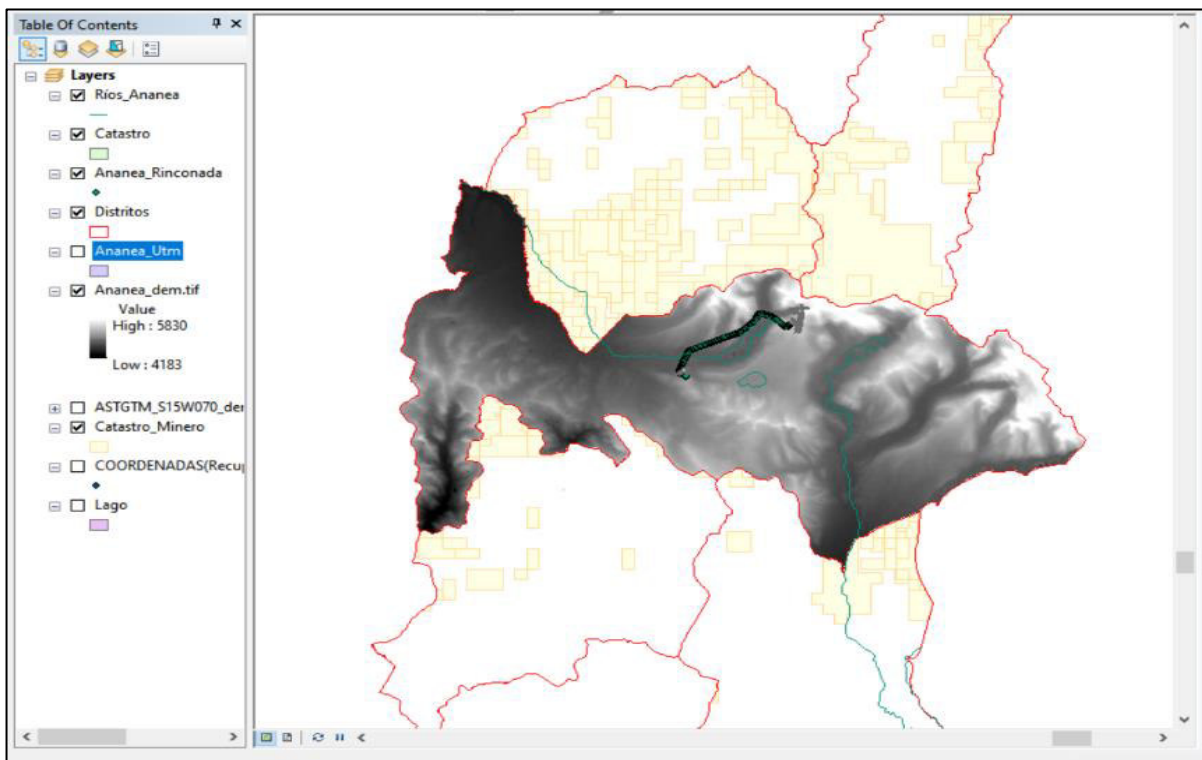 Table Of Contents
Layers
Ríos_Ananea
Catastro
Ananea_Rinconada
Distritos
Ananea_Utm
Ananea_dem.tif
Value
High : 5830
Low : 4183
ASTGTM_S15W070_der
Catastro_Minero
COORDENADAS(Recup
Lago